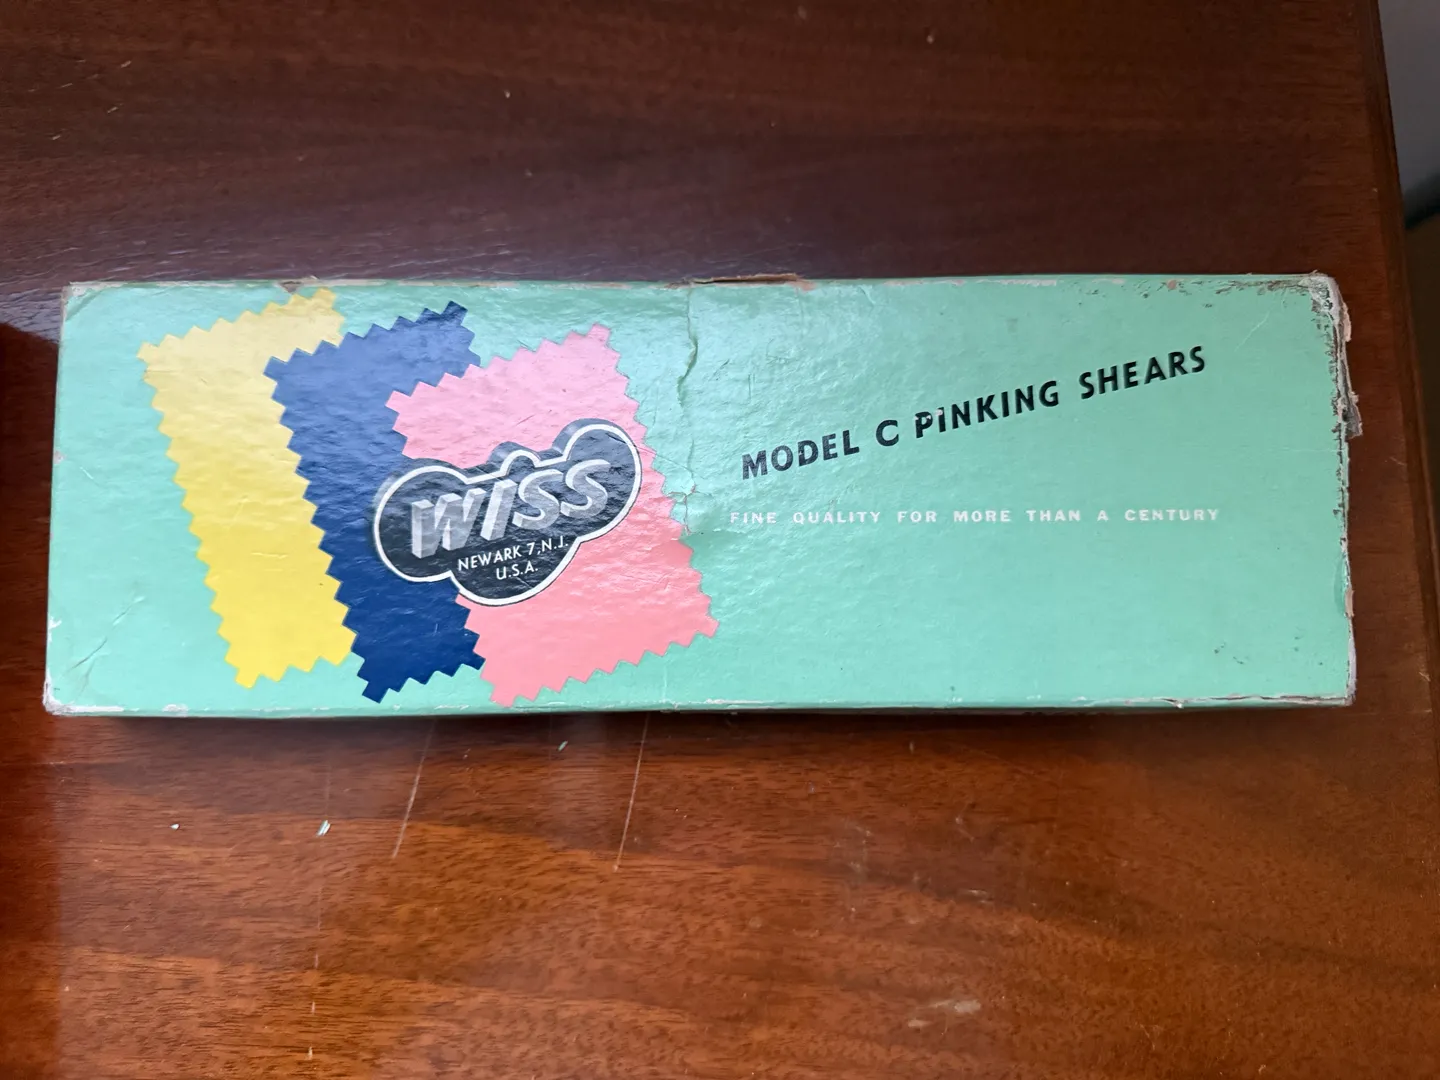 WISS
NEWARK 7, N.J.
U.S.A.
MODEL C PINKING SHEARS
FINE QUALITY FOR MORE THAN A CENTURY